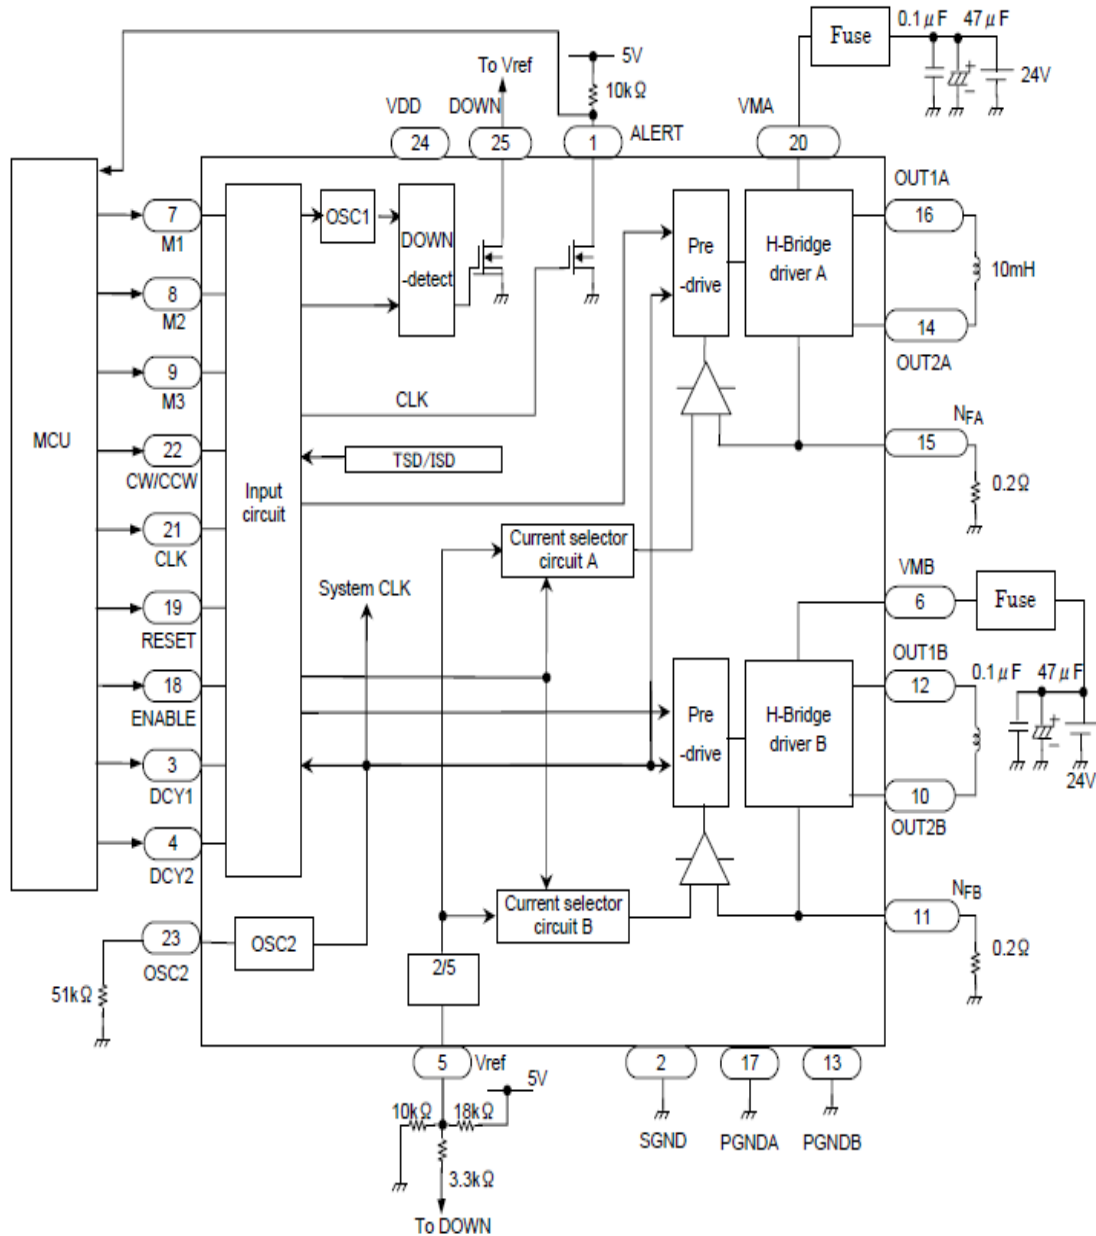 0.1μF 47μF
Fuse
5V
To Vref
24V
10kΩ
VDD DOWN
VMA
ALERT
24
25
1
20
OUT1A
7
M1
OSC1
16
DOWN
-detect
Pre
-drive
H-Bridge
driver A
10mH
8
M2
14
OUT2A
9
M3
CLK
NFA
MCU
22
CW/CCW
TSD/ISD
15
0.2Ω
Input
circuit
21
CLK
Current selector
circuit A
VMB
System CLK
19
RESET
6
Fuse
OUT1B
18
ENABLE
12
0.1μF 47μF
Pre
-drive
H-Bridge
driver B
3
DCY1
24V
10
OUT2B
4
DCY2
NFB
Current selector
circuit B
11
23
OSC2
OSC2
0.2Ω
2/5
51kΩ
5
Vref
2
17
13
5V
10kΩ 18kΩ
SGND
PGNDA
PGNDB
3.3kΩ
To DOWN